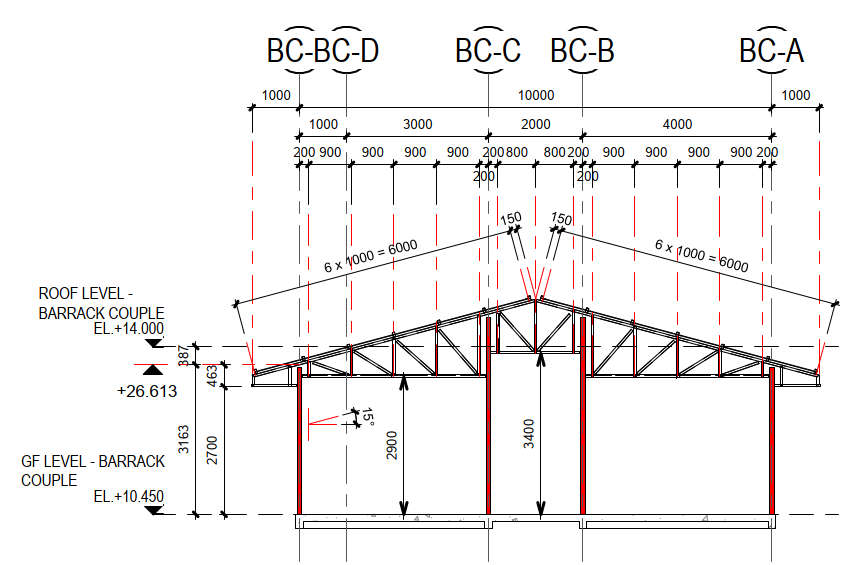 BC-BC-D BC-C BC-B BC-A
1000 10000 1000
1000 3000 2000 4000
200 900 900 900 900 200 800 800 200 900 900 900 900 200
200 200
150 150
6 x 1000 = 6000 6 x 1000 = 6000
ROOF LEVEL -
BARRACK COUPLE
EL.+14.000
387
463
+26.613
15°
3163 2700 2900 3400
GF LEVEL - BARRACK
COUPLE
EL.+10.450